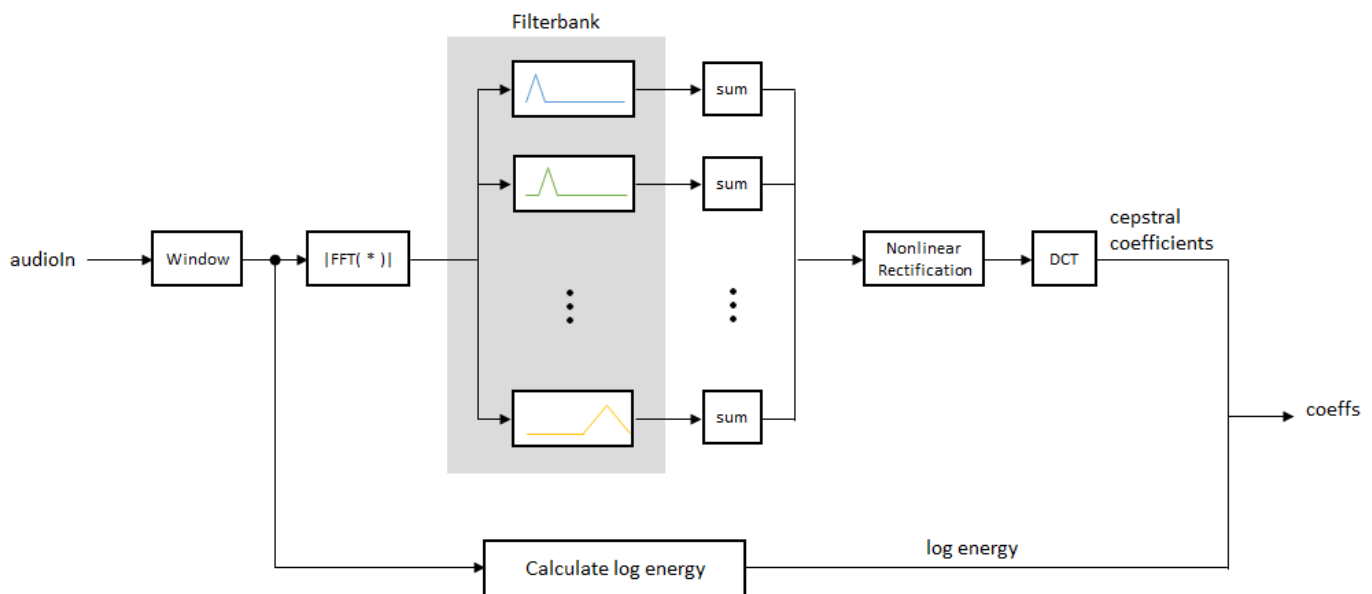 Filterbank
sum
sum
audioIn
Window
|FFT( * )|
Nonlinear
Rectification
DCT
cepstral
coefficients
sum
coeffs
Calculate log energy
log energy